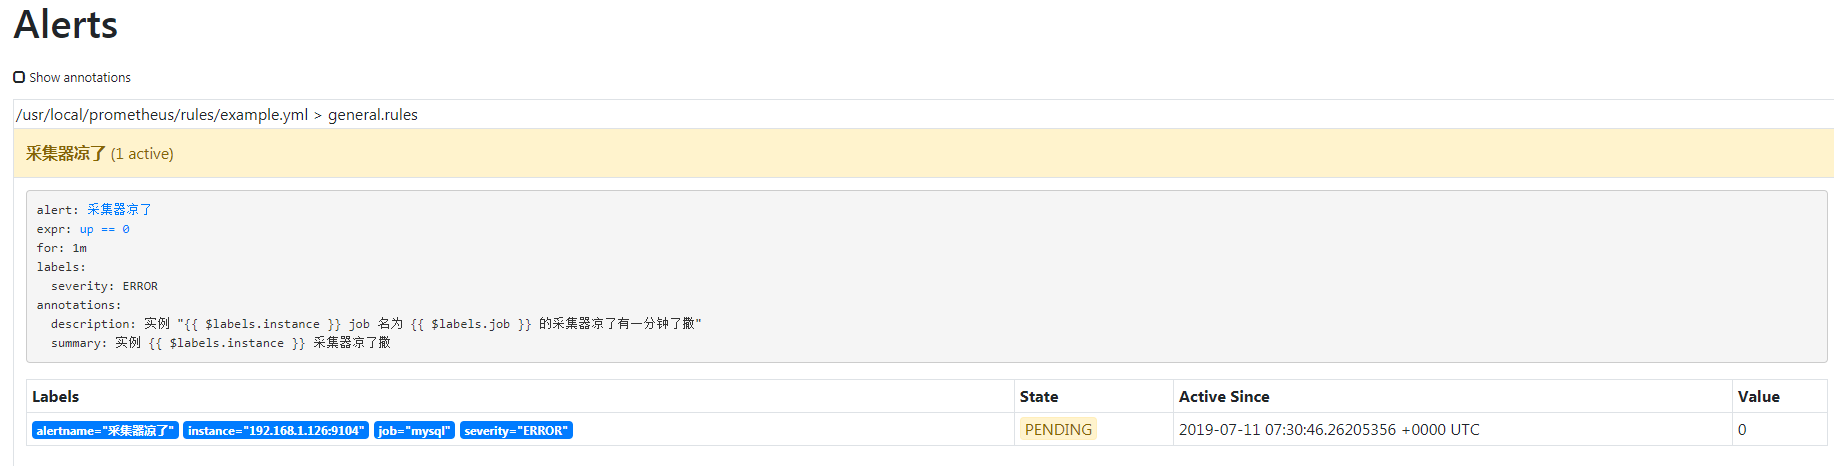 Alerts
Show annotations
/usr/local/prometheus/rules/example.yml > general.rules
采集器凉了 (1 active)
alert: 采集器凉了
expr: up == 0
for: 1m
labels:
severity: ERROR
annotations:
description: 实例 "{{ $labels.instance }} job 名为 {{ $labels.job }} 的采集器凉了有一分钟了撒"
summary: 实例 {{ $labels.instance }} 采集器凉了撒
Labels State Active Since Value
alertname="采集器凉了" instance="192.168.1.126:9104" job="mysql" severity="ERROR" PENDING 2019-07-11 07:30:46.26205356 +0000 UTC 0